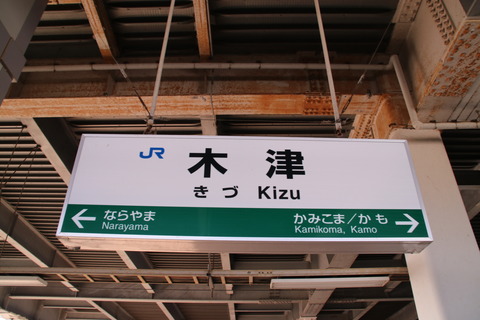 JR 木津
きづ Kizu
← ならやま かみこま/かも →
Narayama Kamikoma, Kamo